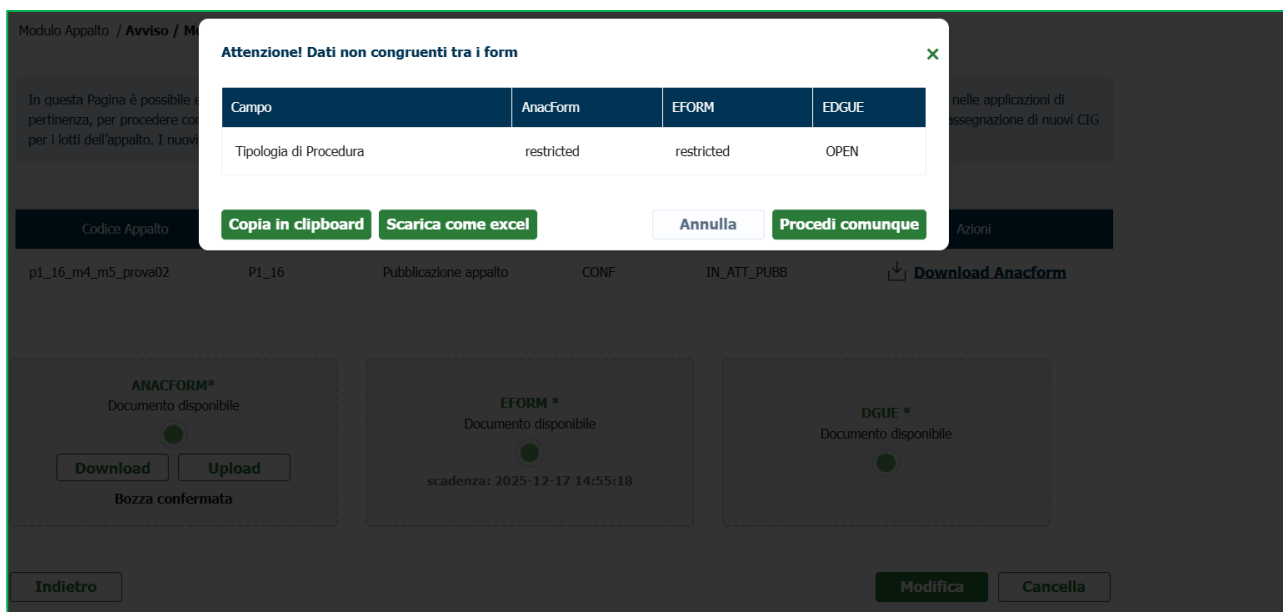 Modulo Appalto / Avviso / M
Attenzione! Dati non congruenti tra i form
×
In questa Pagina è possibile
nelle applicazioni di
pertinenza, per procedere con
assegnazione di nuovi CIG
per i lotti dell'appalto. I nuovi
Campo AnacForm EFORM EDGUE
Tipologia di Procedura restricted restricted OPEN
Copia in clipboard Scarica come excel Annulla Procedi comunque
Codice Appalto Azioni
p1_16_m4_m5_prova02 P1_16 Pubblicazione appalto CONF IN_ATT_PUBB Download Anacform
ANACFORM*
Documento disponibile
Download Upload
Bozza confermata
EFORM *
Documento disponibile
scadenza: 2025-12-17 14:55:18
DGUE *
Documento disponibile
Indietro Modifica Cancella